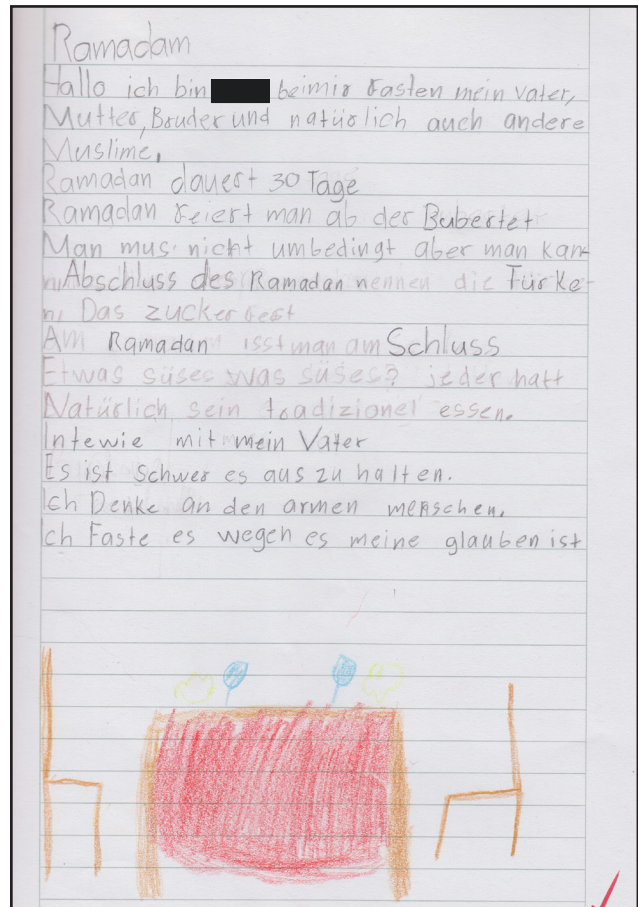 Ramadam
Hallo ich bin beimir fasten mein vater,
Mutter, Bruder und natürlich auch andere
Muslime.
Ramadan dauert 30 Tage
Ramadan feiert man ab der Bubertet
Man mus nicht umbedingt aber man kan-
n, Abschluss des Ramadan nennen die Türke-
n, Das zuckerfest
Am Ramadan isst man am Schluss
Etwas süses was süses? jeder hatt
Natürlich sein tradizionel essen.
Intewie mit mein Vater
Es ist schwer es aus zu halten.
Ich Denke an den armen menschen.
Ich Faste es wegen es meine glauben ist